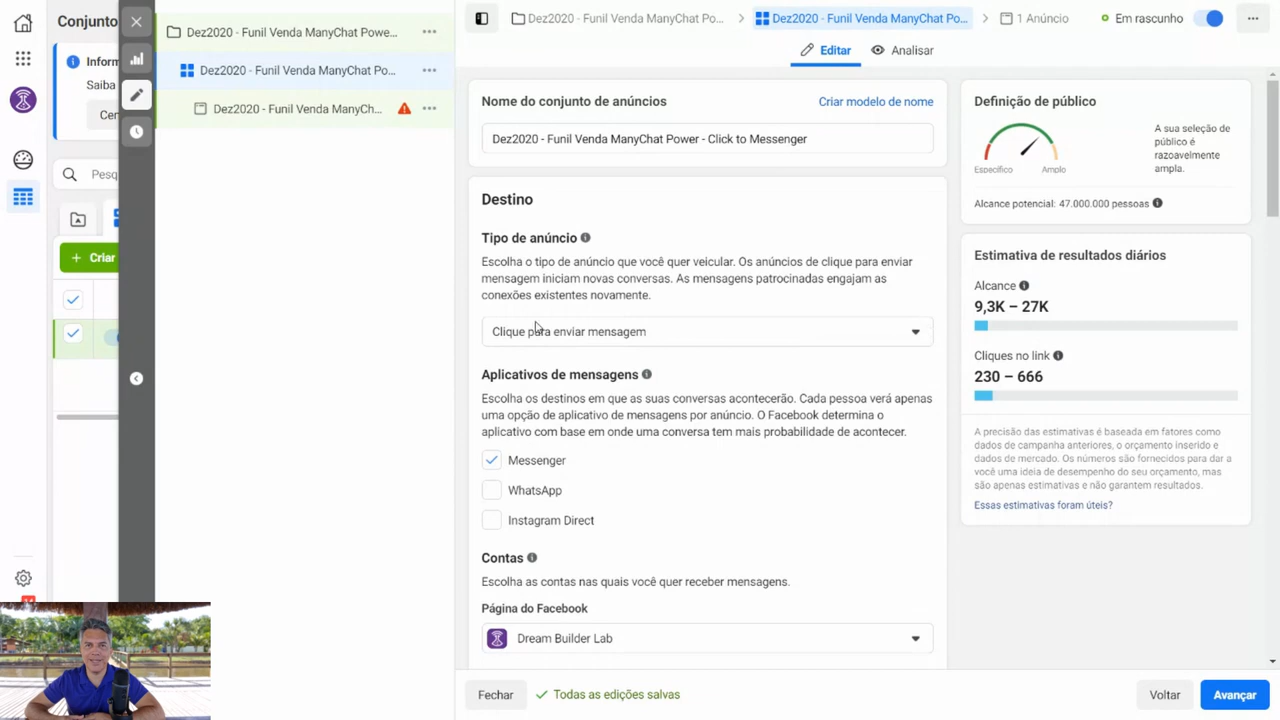 Conjunto
Inform
Saiba
Cen
Pesq
+ Criar
Dez2020 - Funil Venda ManyChat Powe...
Dez2020 - Funil Venda ManyChat Po...
Dez2020 - Funil Venda ManyCh...
Dez2020 - Funil Venda ManyChat Po...
Dez2020 - Funil Venda ManyChat Po...
1 Anúncio
Em rascunho
Editar
Analisar
Nome do conjunto de anúncios
Criar modelo de nome
Dez2020 - Funil Venda ManyChat Power - Click to Messenger
Destino
Tipo de anúncio
Escolha o tipo de anúncio que você quer veicular. Os anúncios de clique para enviar
mensagem iniciam novas conversas. As mensagens patrocinadas engajam as
conexões existentes novamente.
Clique para enviar mensagem
Aplicativos de mensagens
Escolha os destinos em que as suas conversas acontecerão. Cada pessoa verá apenas
uma opção de aplicativo de mensagens por anúncio. O Facebook determina o
aplicativo com base em onde uma conversa tem mais probabilidade de acontecer.
Messenger
WhatsApp
Instagram Direct
Contas
Escolha as contas nas quais você quer receber mensagens.
Página do Facebook
Dream Builder Lab
Fechar
Todas as edições salvas
Voltar
Avançar
Definição de público
Específico
Amplo
A sua seleção de
público é
razoavelmente
ampla.
Alcance potencial: 47.000.000 pessoas
Estimativa de resultados diários
Alcance
9,3K – 27K
Cliques no link
230 – 666
A precisão das estimativas é baseada em fatores como
dados de campanha anteriores, o orçamento inserido e
dados de mercado. Os números são fornecidos para dar a
você uma ideia de desempenho do seu orçamento, mas
são apenas estimativas e não garantem resultados.
Essas estimativas foram úteis?